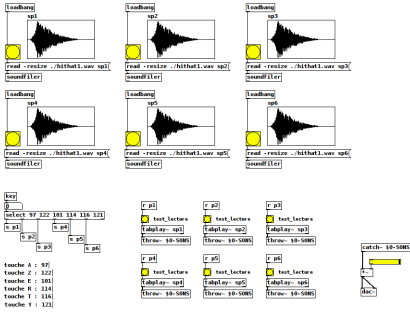 loadbang
loadbang
loadbang
sp1
sp2
sp3
read -resize ./hithat1.wav sp1
read -resize ./hithat1.wav sp2
read -resize ./hithat1.wav sp3
soundfiler
soundfiler
soundfiler
loadbang
loadbang
loadbang
sp4
sp5
sp6
read -resize ./hithat1.wav sp4
read -resize ./hithat1.wav sp5
read -resize ./hithat1.wav sp6
soundfiler
soundfiler
soundfiler
key
0
select 97 122 101 114 116 121
s p1
s p2
s p3
s p4
s p5
s p6
touche A : 97
touche Z : 122
touche E : 101
touche R : 114
touche T : 116
touche Y : 121
r p1
r p2
r p3
test_lecture
test_lecture
test_lecture
tabplay~ sp1
tabplay~ sp2
tabplay~ sp3
throw~ $0-SONS
throw~ $0-SONS
throw~ $0-SONS
r p4
r p5
r p6
test_lecture
test_lecture
test_lecture
tabplay~ sp4
tabplay~ sp5
tabplay~ sp6
throw~ $0-SONS
throw~ $0-SONS
throw~ $0-SONS
catch~ $0-SONS
*~
dac~